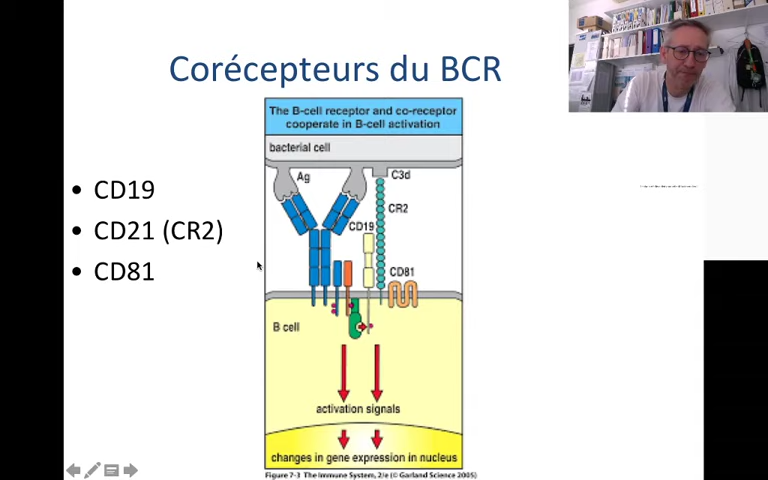 Corécepteurs du BCR
• CD19
• CD21 (CR2)
• CD81
The B-cell receptor and co-receptor
cooperate in B-cell activation
bacterial cell
Ag
C3d
CR2
CD19
CD81
B cell
activation signals
changes in gene expression in nucleus
Figure 7-3 The Immune System, 2/e (© Garland Science 2005)